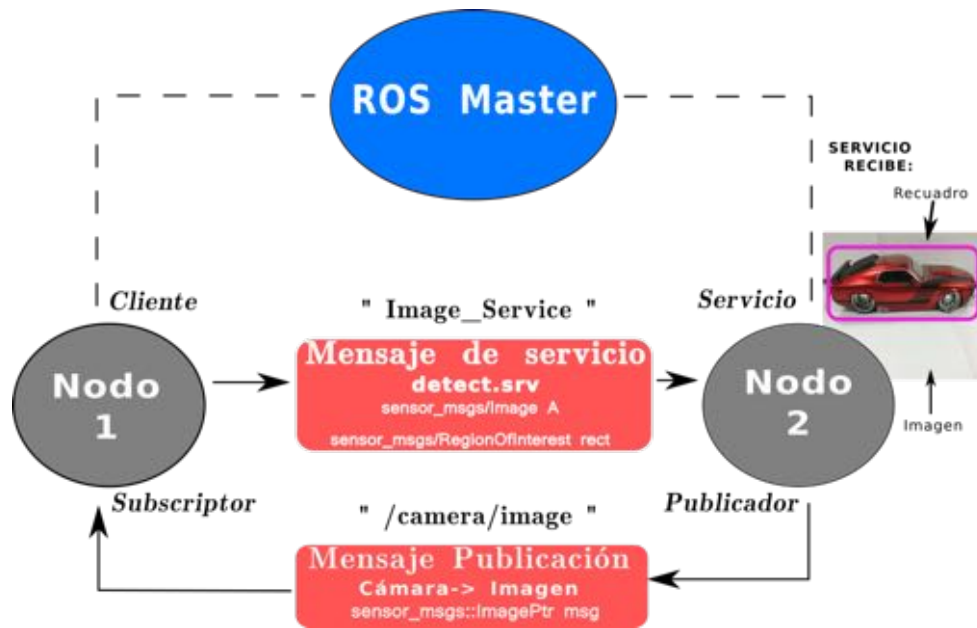 ROS Master
SERVICIO
RECIBE:
Recuadro
Cliente
" Image_Service "
Servicio
Nodo
1
Mensaje de servicio
detect.srv
sensor_msgs/Image A
sensor_msgs/RegionOfInterest rect
Nodo
2
Imagen
Subscriptor
" /camera/image "
Publicador
Mensaje Publicación
Cámara-> Imagen
sensor_msgs::ImagePtr msg